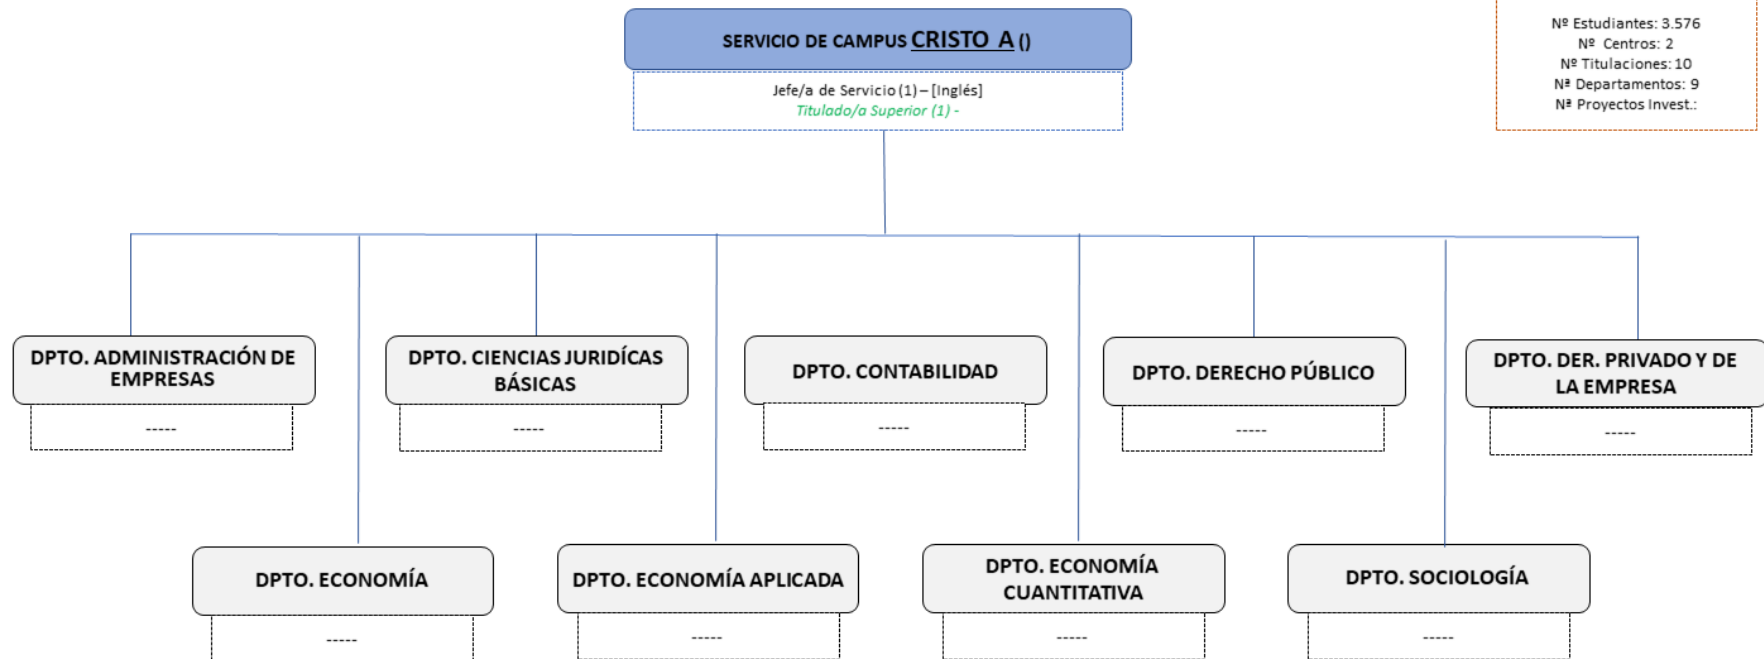 SERVICIO DE CAMPUS CRISTO A ()
Jefe/a de Servicio (1) – [Inglés]
Titulado/a Superior (1) -
Nº Estudiantes: 3.576
Nº Centros: 2
Nº Titulaciones: 10
Nª Departamentos: 9
Nª Proyectos Invest.:
DPTO. ADMINISTRACIÓN DE
EMPRESAS
-----
DPTO. CIENCIAS JURIDÍCAS
BÁSICAS
-----
DPTO. CONTABILIDAD
-----
DPTO. DERECHO PÚBLICO
-----
DPTO. DER. PRIVADO Y DE
LA EMPRESA
-----
DPTO. ECONOMÍA
-----
DPTO. ECONOMÍA APLICADA
-----
DPTO. ECONOMÍA
CUANTITATIVA
-----
DPTO. SOCIOLOGÍA
-----